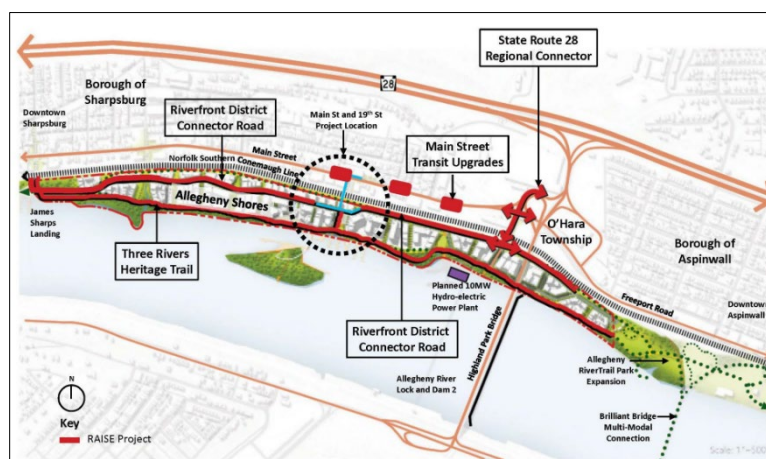 State Route 28
Regional Connector
28
Borough of
Sharpsburg
Downtown
Sharpsburg
Riverfront District
Connector Road
Main St and 19th St
Project Location
Main Street
Transit Upgrades
Main Street
Norfolk Southern
Conemaugh Line
Allegheny Shores
James
Sharps
Landing
Three Rivers
Heritage Trail
O'Hara
Township
Borough of
Aspinwall
Freeport Road
Downtown
Aspinwall
Planned 10MW
Hydro-electric
Power Plant
Riverfront District
Connector Road
Highland Park Bridge
Allegheny River
Lock and Dam 2
Allegheny
RiverTrail Park
Expansion
Brilliant Bridge
Multi-Modal
Connection
N
Key
RAISE Project